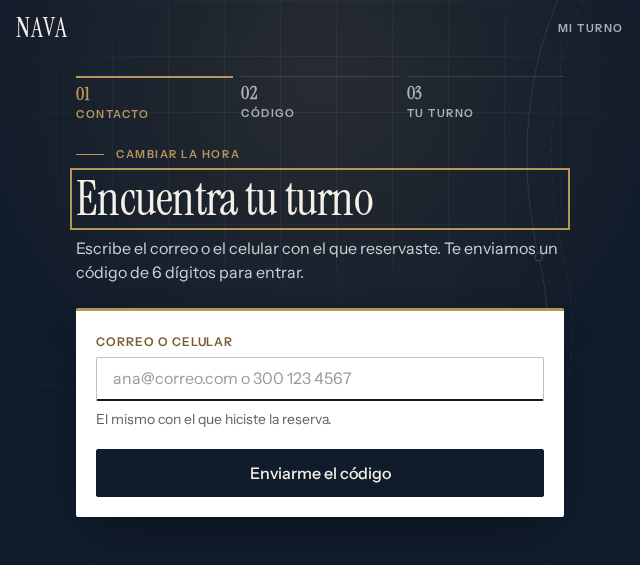 NAVA
MI TURNO
01
CONTACTO
02
CÓDIGO
03
TU TURNO
CAMBIAR LA HORA
Encuentra tu turno
Escribe el correo o el celular con el que reservaste. Te enviamos un
código de 6 dígitos para entrar.
CORREO O CELULAR
ana@correo.com o 300 123 4567
El mismo con el que hiciste la reserva.
Enviarme el código